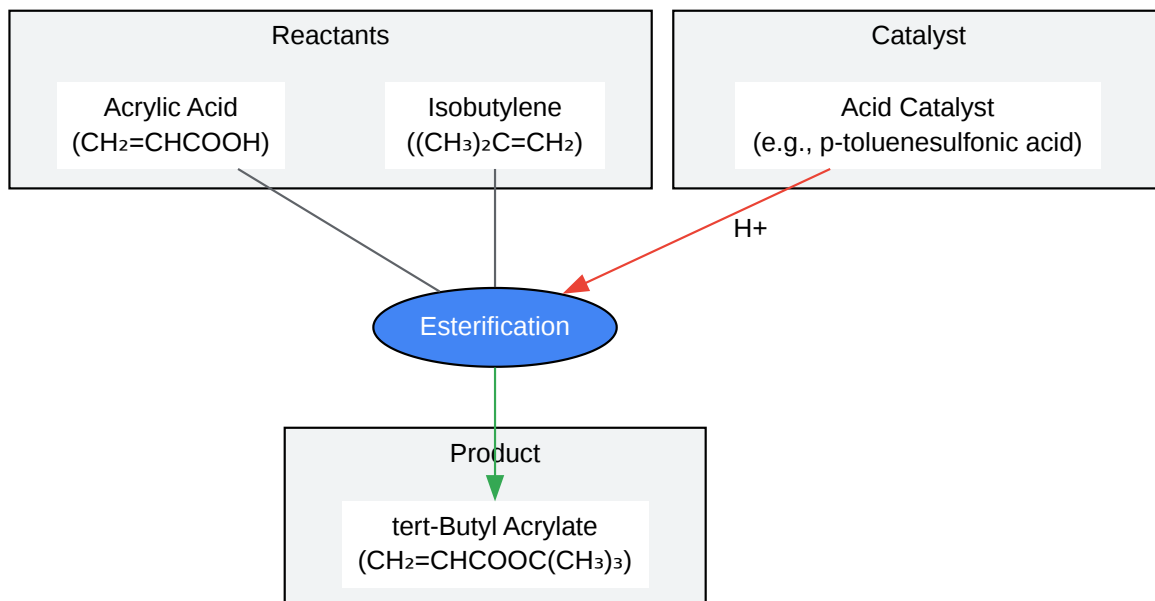 Reactants
Catalyst
Acrylic Acid
(CH₂=CHCOOH)
Isobutylene
((CH₃)₂C=CH₂)
Acid Catalyst
(e.g., p-toluenesulfonic acid)
H+
Esterification
Product
tert-Butyl Acrylate
(CH₂=CHCOOC(CH₃)₃)